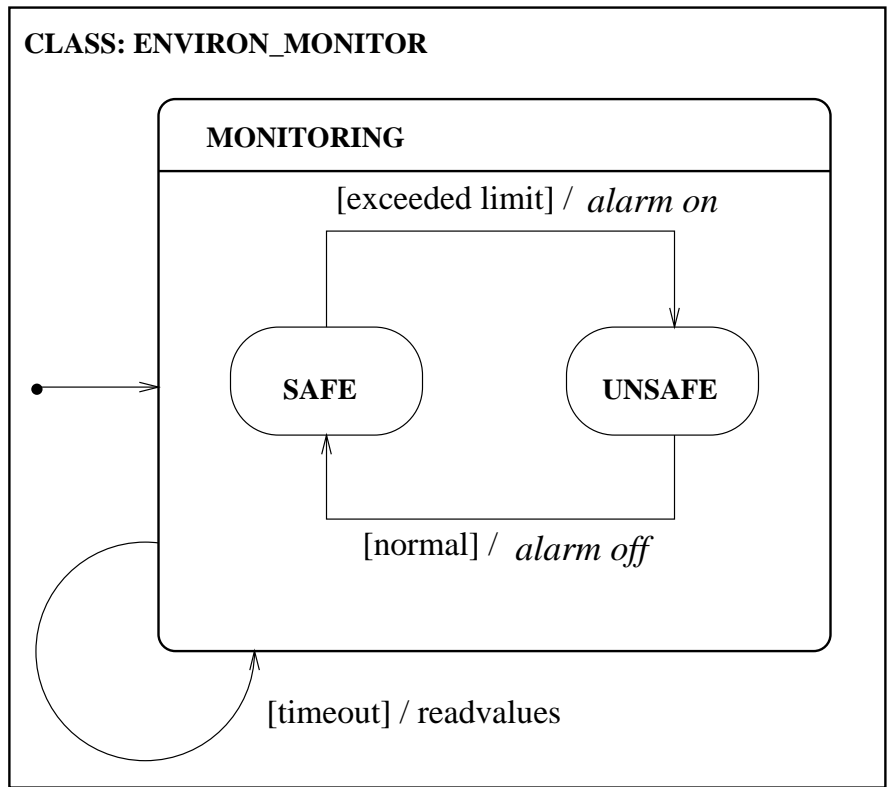 CLASS: ENVIRON_MONITOR
MONITORING
[exceeded limit] / alarm on
SAFE
UNSAFE
[normal] / alarm off
[timeout] / readvalues